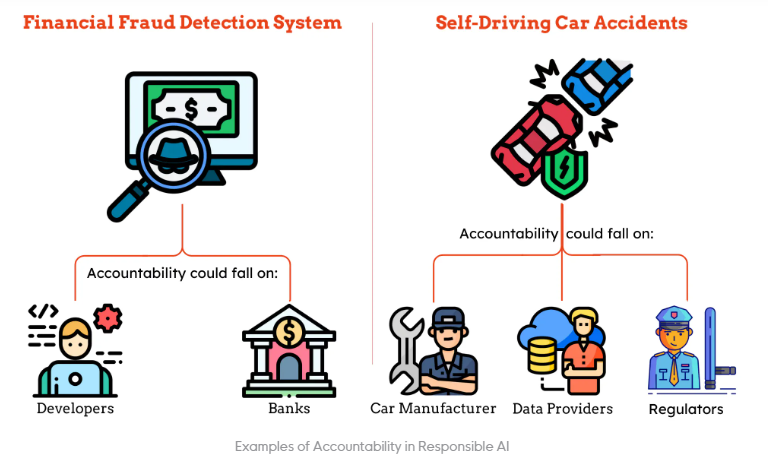 Financial Fraud Detection System
Self-Driving Car Accidents
$
Accountability could fall on:
Accountability could fall on:
</>
$
Developers
Banks
Car Manufacturer
Data Providers
Regulators
Examples of Accountability in Responsible AI